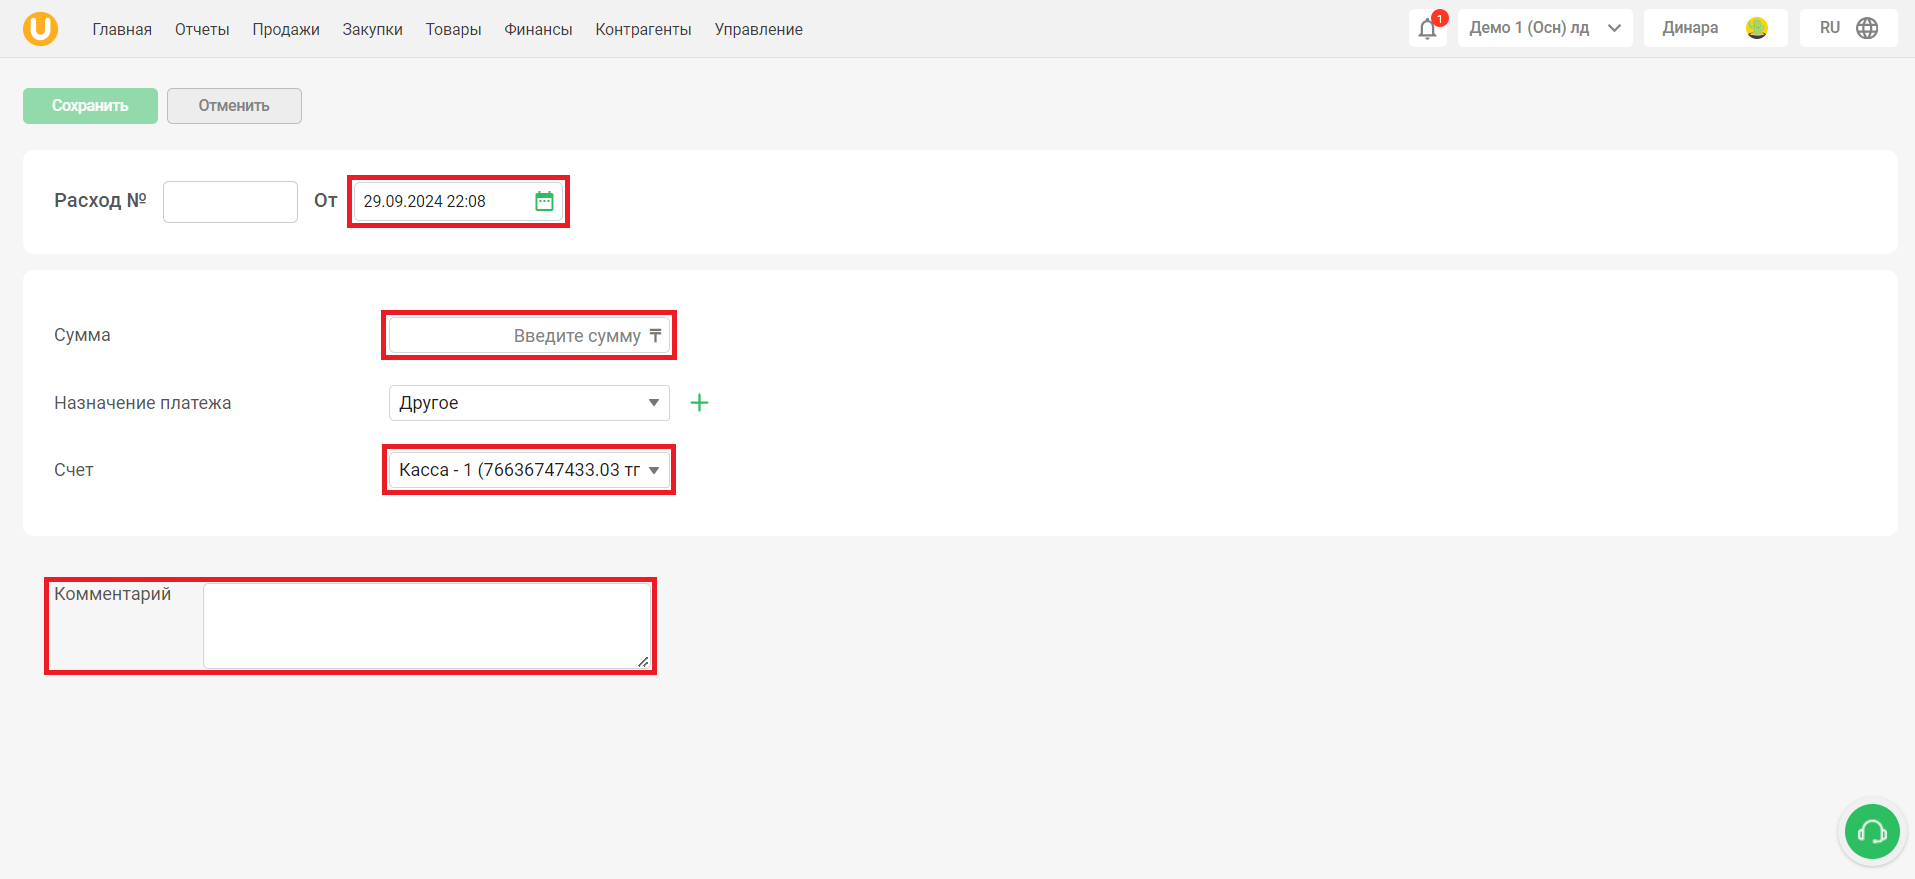 U Главная Отчеты Продажи Закупки Товары Финансы Контрагенты Управление 1 Демо 1 (Осн) лд Динара RU
Сохранить Отменить
Расход № От 29.09.2024 22:08
Сумма Введите сумму ₸
Назначение платежа Другое
Счет Касса - 1 (76636747433.03 тг
Комментарий